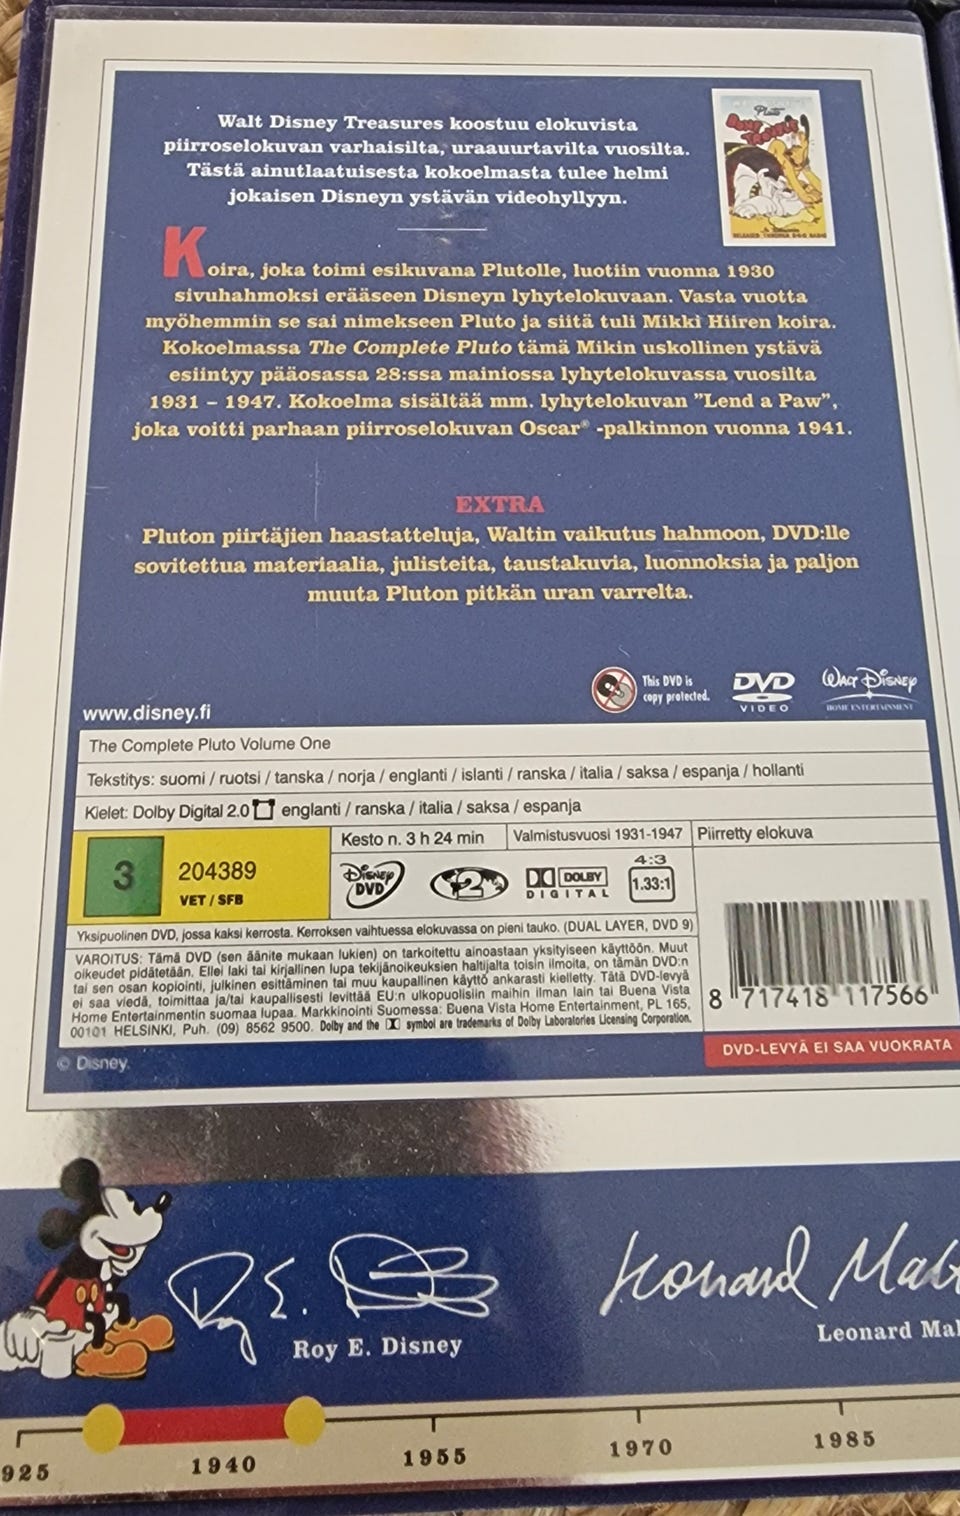 Walt Disney Treasures koostuu elokuvista
piirroselokuvan varhaisilta, uraauurtavilta vuosilta.
Tästä ainutlaatuisesta kokoelmasta tulee helmi
jokaisen Disneyn ystävän videohyllyyn.
Pluto
BONE TROUBLE
Koira, joka toimi esikuvana Plutolle, luotiin vuonna 1930
sivuhahmoksi erääseen Disneyn lyhytelokuvaan. Vasta vuotta
myöhemmin se sai nimekseen Pluto ja siitä tuli Mikki Hiiren koira.
Kokoelmassa The Complete Pluto tämä Mikin uskollinen ystävä
esiintyy pääosassa 28:ssa mainiossa lyhytelokuvassa vuosilta
1931 – 1947. Kokoelma sisältää mm. lyhytelokuvan ”Lend a Paw”,
joka voitti parhaan piirroselokuvan Oscar® -palkinnon vuonna 1941.
EXTRA
Pluton piirtäjien haastatteluja, Waltin vaikutus hahmoon, DVD:lle
sovitettua materiaalia, julisteita, taustakuvia, luonnoksia ja paljon
muuta Pluton pitkän uran varrelta.
This DVD is
copy protected.
DVD
VIDEO
WALT DISNEY
HOME ENTERTAINMENT
www.disney.fi
The Complete Pluto Volume One
Tekstitys: suomi / ruotsi / tanska / norja / englanti / islanti / ranska / italia / saksa / espanja / hollanti
Kielet: Dolby Digital 2.0 englanti / ranska / italia / saksa / espanja
3
204389
VET / SFB
Kesto n. 3 h 24 min
Valmistusvuosi 1931-1947
Piirretty elokuva
Disney
DVD
2
DOLBY
DIGITAL
4:3
1.33:1
Yksipuolinen DVD, jossa kaksi kerrosta. Kerroksen vaihtuessa elokuvassa on pieni tauko. (DUAL LAYER, DVD 9)
VAROITUS: Tämä DVD (sen äänite mukaan lukien) on tarkoitettu ainoastaan yksityiseen käyttöön. Muut
oikeudet pidätetään. Ellei laki tai kirjallinen lupa tekijänoikeuksien haltijalta toisin ilmoita, on tämän DVD:n
tai sen osan kopiointi, julkinen esittäminen tai muu kaupallinen käyttö ankarasti kielletty. Tätä DVD-levyä
ei saa viedä, toimittaa ja/tai kaupallisesti levittää EU:n ulkopuolisiin maihin ilman lain tai Buena Vista
Home Entertainmentin suomaa lupaa. Markkinointi Suomessa: Buena Vista Home Entertainment, PL 165,
00101 HELSINKI, Puh. (09) 8562 9500. Dolby and the symbol are trademarks of Dolby Laboratories Licensing Corporation.
8 717418 117566
DVD-LEVYÄ EI SAA VUOKRATA
© Disney.
Roy E. Disney
Leonard Mal
925
1940
1955
1970
1985